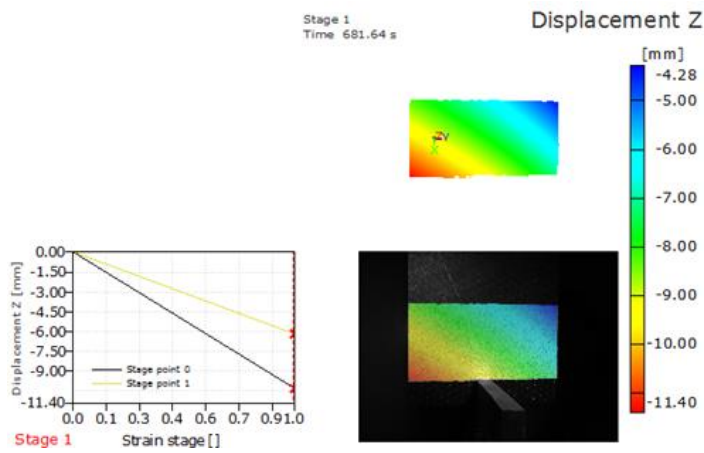 Stage 1
Time 681.64 s
Displacement Z
[mm]
-4.28
-5.00
-6.00
-7.00
-8.00
-9.00
-10.00
-11.40
Displacement Z [mm]
0.00
-1.50
-3.00
-4.50
-6.00
-7.50
-9.00
-11.40
Stage point 0
Stage point 1
0.0 0.1 0.2 0.3 0.4 0.5 0.6 0.7 0.8 0.91.0
Stage 1
Strain stage []